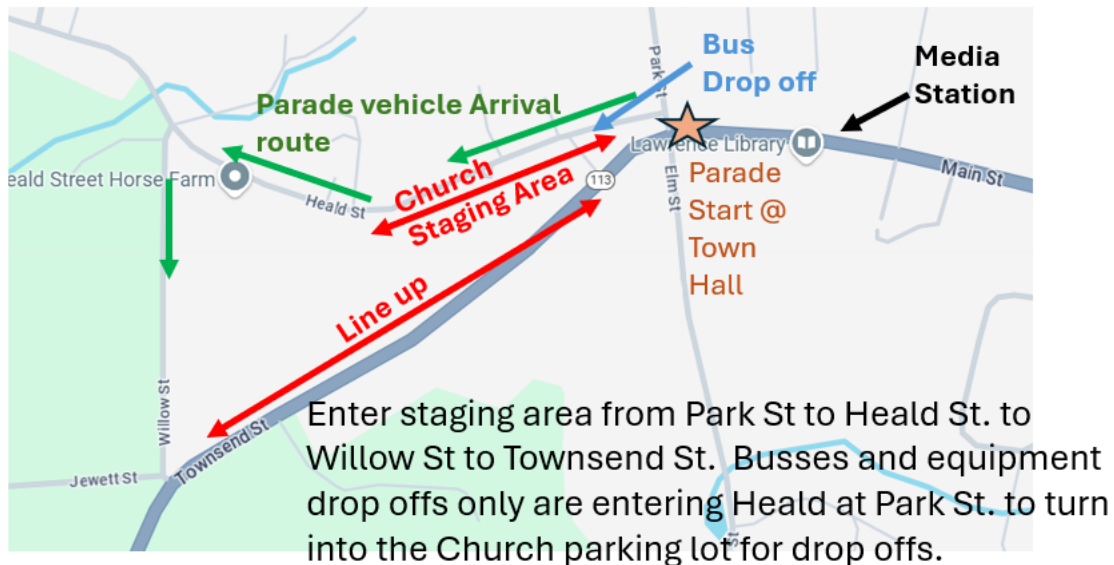 Bus
Drop off
Media
Station
Park St
Parade vehicle Arrival
route
Lawrence Library
Main St
eald Street Horse Farm
Church
Staging Area
113
Heald St
Elm St
Parade
Start @
Town
Hall
Line up
Willow St
Townsend St
Jewett St
Enter staging area from Park St to Heald St. to
Willow St to Townsend St. Busses and equipment
drop offs only are entering Heald at Park St. to turn
into the Church parking lot for drop offs.
St